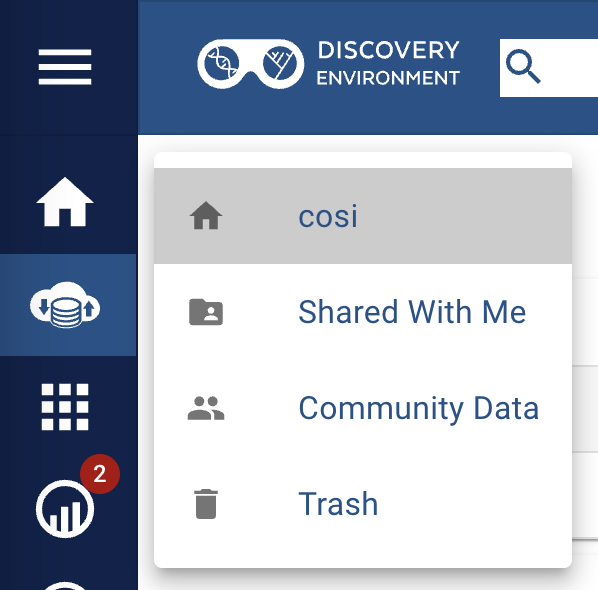 DISCOVERY
ENVIRONMENT
cosi
Shared With Me
Community Data
2
Trash